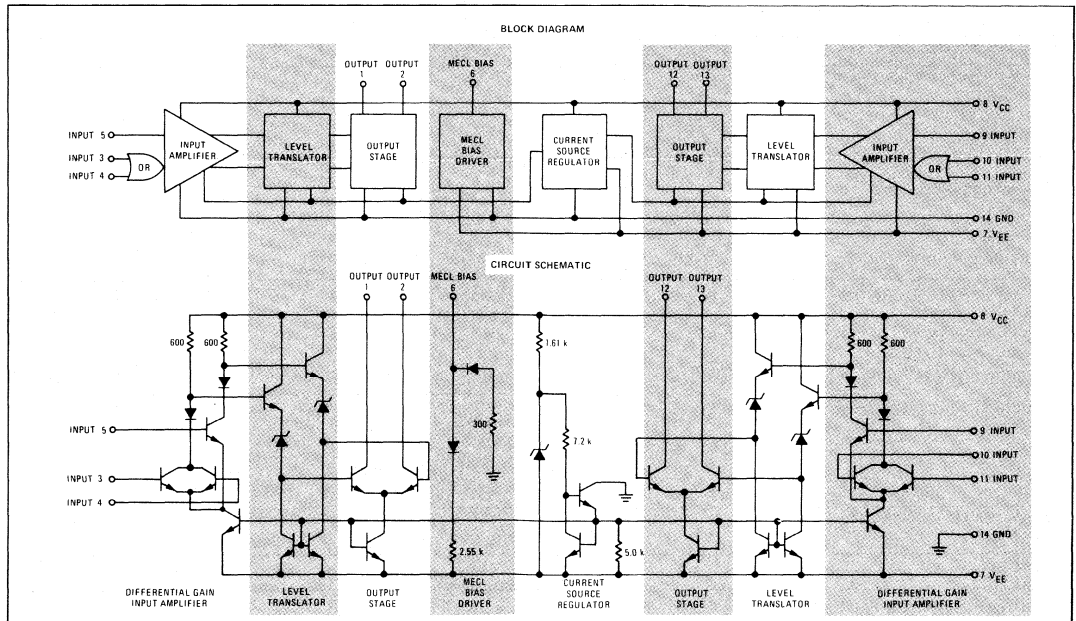 BLOCK DIAGRAM
OUTPUT OUTPUT
1 2
MECL BIAS
6
OUTPUT OUTPUT
12 13
8 VCC
INPUT 5
INPUT 3
INPUT 4
OR
INPUT
AMPLIFIER
LEVEL
TRANSLATOR
OUTPUT
STAGE
MECL
BIAS
DRIVER
CURRENT
SOURCE
REGULATOR
OUTPUT
STAGE
LEVEL
TRANSLATOR
INPUT
AMPLIFIER
OR
9 INPUT
10 INPUT
11 INPUT
14 GND
7 VEE
CIRCUIT SCHEMATIC
OUTPUT OUTPUT
1 2
MECL BIAS
6
OUTPUT OUTPUT
12 13
8 VCC
600 600
1.61 k
600 600
INPUT 5
300
7.2 k
9 INPUT
10 INPUT
INPUT 3
11 INPUT
INPUT 4
14 GND
2.55 k
5.0 k
7 VEE
DIFFERENTIAL GAIN
INPUT AMPLIFIER
LEVEL
TRANSLATOR
OUTPUT
STAGE
MECL
BIAS
DRIVER
CURRENT
SOURCE
REGULATOR
OUTPUT
STAGE
LEVEL
TRANSLATOR
DIFFERENTIAL GAIN
INPUT AMPLIFIER